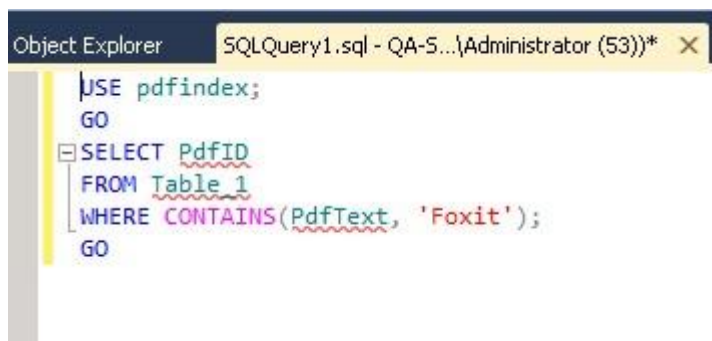 Object Explorer SQLQuery1.sql - QA-S...\Administrator (53))*
USE pdfindex;
GO
SELECT PdfID
FROM Table_1
WHERE CONTAINS(PdfText, 'Foxit');
GO